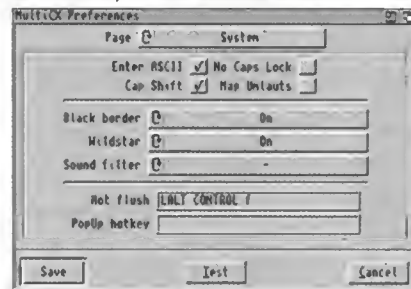 MultiCX Preferences
Page System
Enter ASCII No Caps Lock
Cap Shift Map Umlauts
Black border On
Wildstar On
Sound filter -
Hot flush LALT CONTROL f
PopUp hotkey
Save Test Cancel